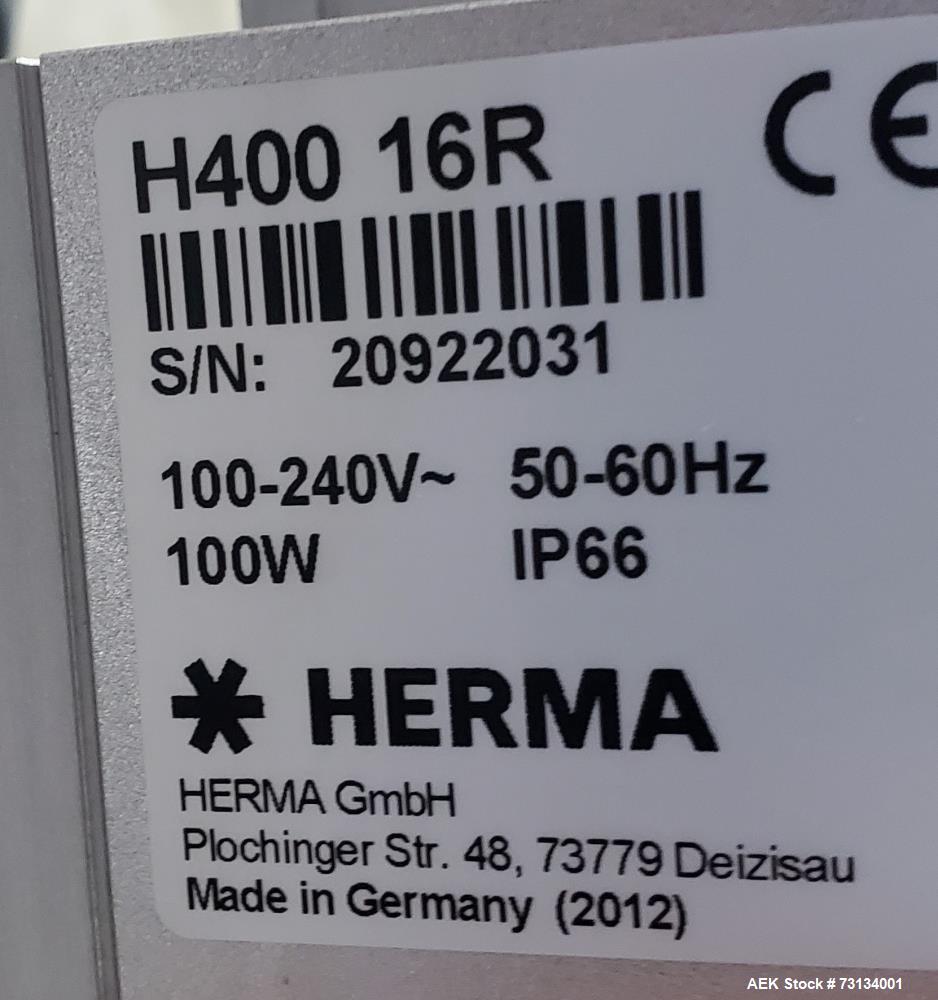 H400 16R CE
S/N: 20922031
100-240V~ 50-60Hz
100W IP66
HERMA
HERMA GmbH
Plochinger Str. 48, 73779 Deizisau
Made in Germany (2012)
AEK Stock # 73134001